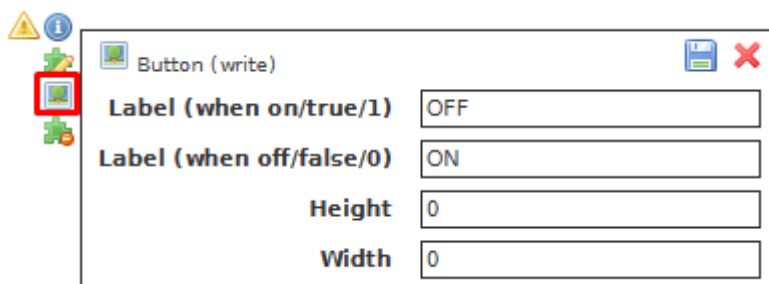 Button (write)
Label (when on/true/1) OFF
Label (when off/false/0) ON
Height 0
Width 0